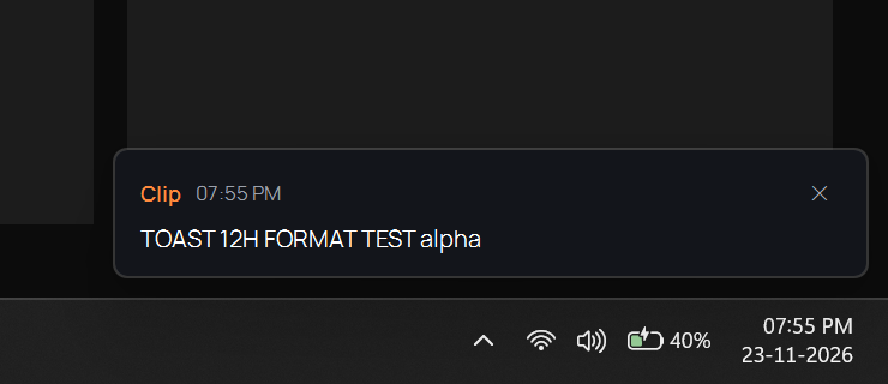 Clip 07:55 PM
TOAST 12H FORMAT TEST alpha
40%
07:55 PM
23-11-2026